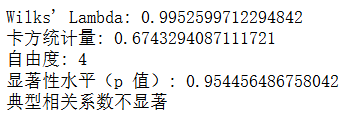 Wilks' Lambda: 0.9952599712294842
卡方统计量: 0.6743294087111721
自由度: 4
显著性水平（p 值）: 0.954456486758042
典型相关系数不显著